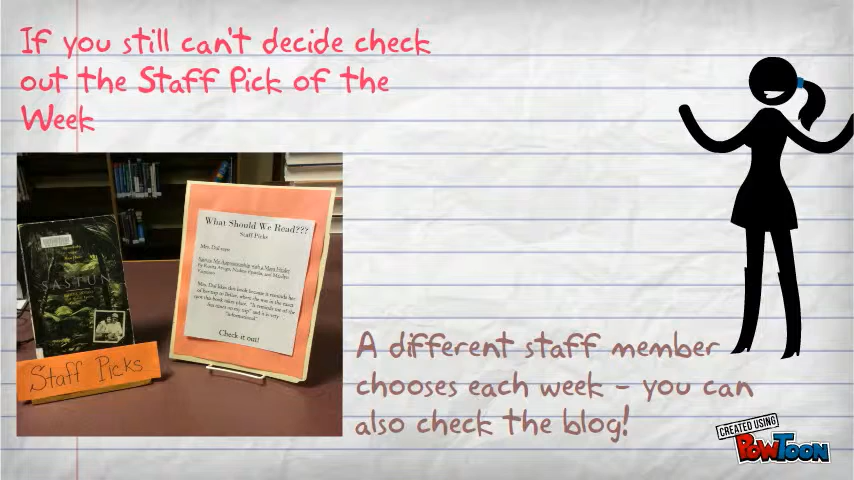 If you still can't decide check
out the Staff Pick of the
Week
What Should We Read???
Staff Picks
Check it out!
SASTUN
Staff Picks
A different staff member
chooses each week - you can
also check the blog!
CREATED USING
POWTOON